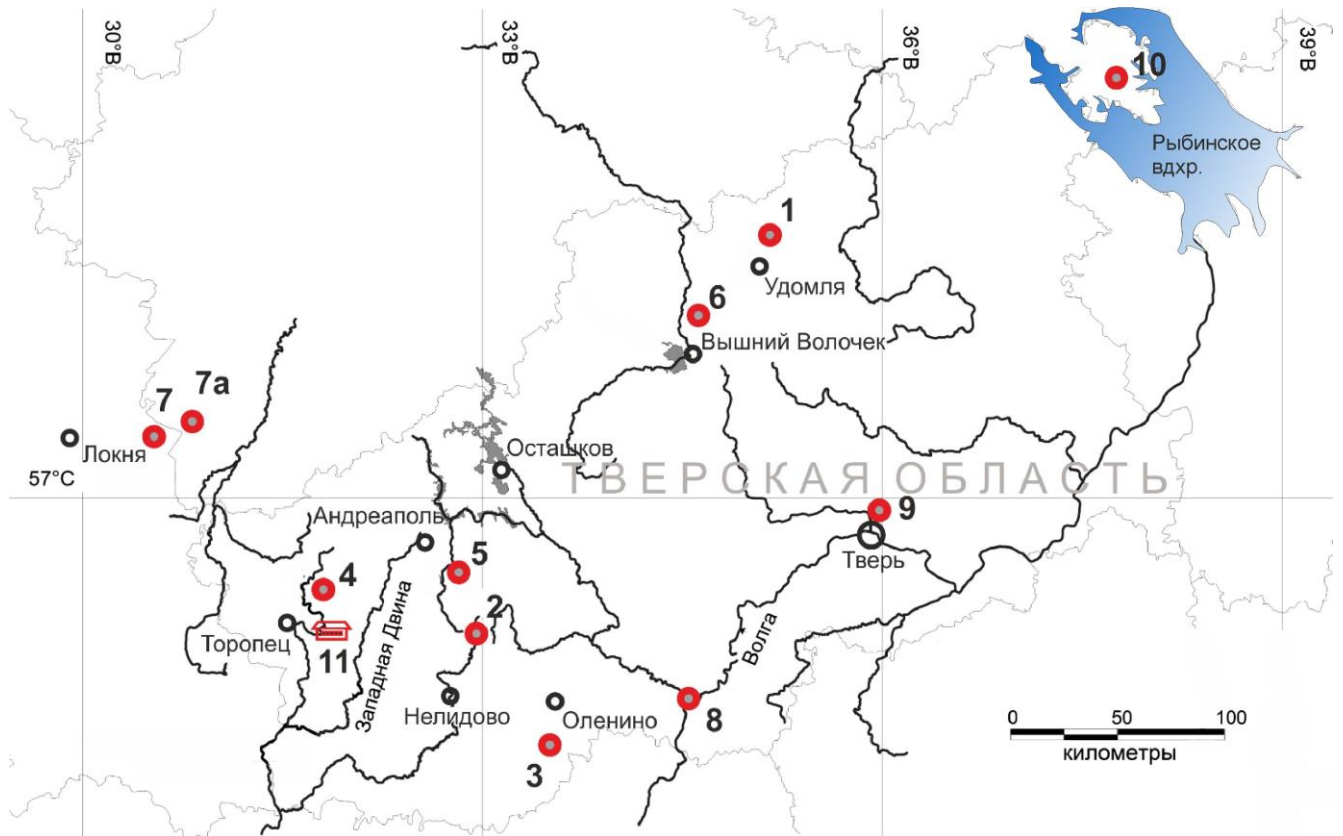 30°В
33°В
36°В
39°В
10
Рыбинское
вдхр.
1
Удомля
6
Вышний Волочек
7а
7
Локня
Осташков
57°С
ТВЕРСКАЯ ОБЛАСТЬ
9
Андреаполь
Тверь
5
4
2
Торопец
11
Западная Двина
Волга
Нелидово
Оленино
8
3
0 50 100
километры